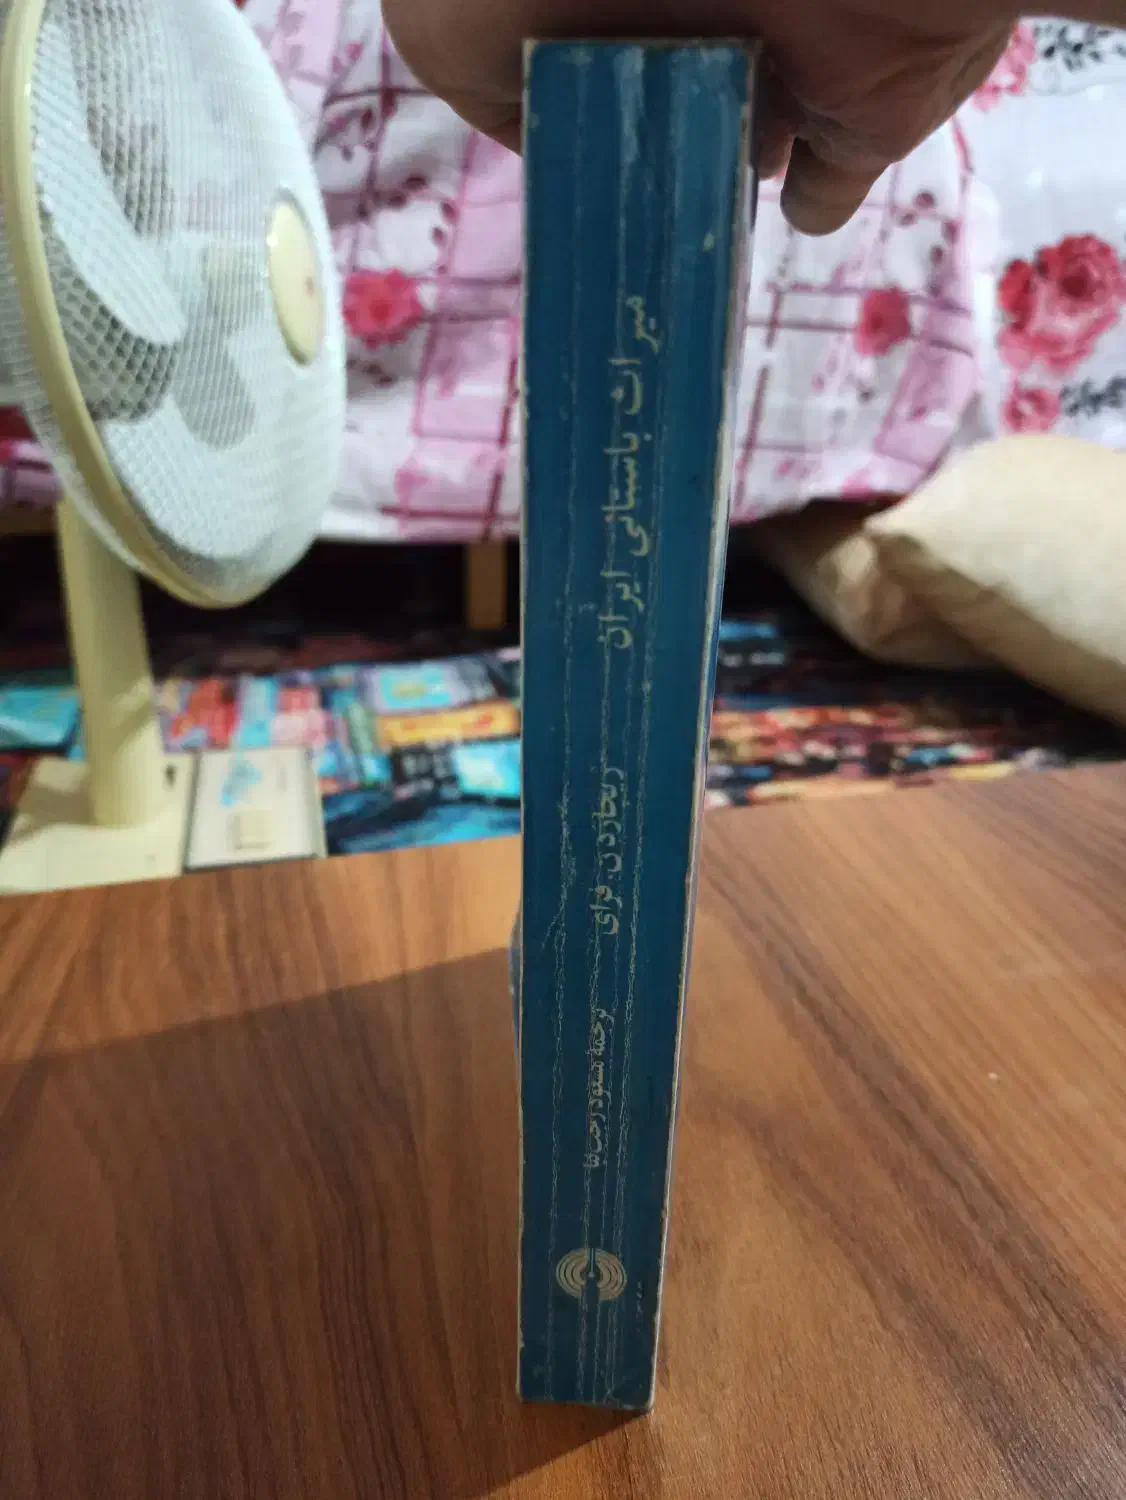 میراث باستانی ایران
ریچارد ن. فرای
ترجمهٔ مسعود رجب نیا